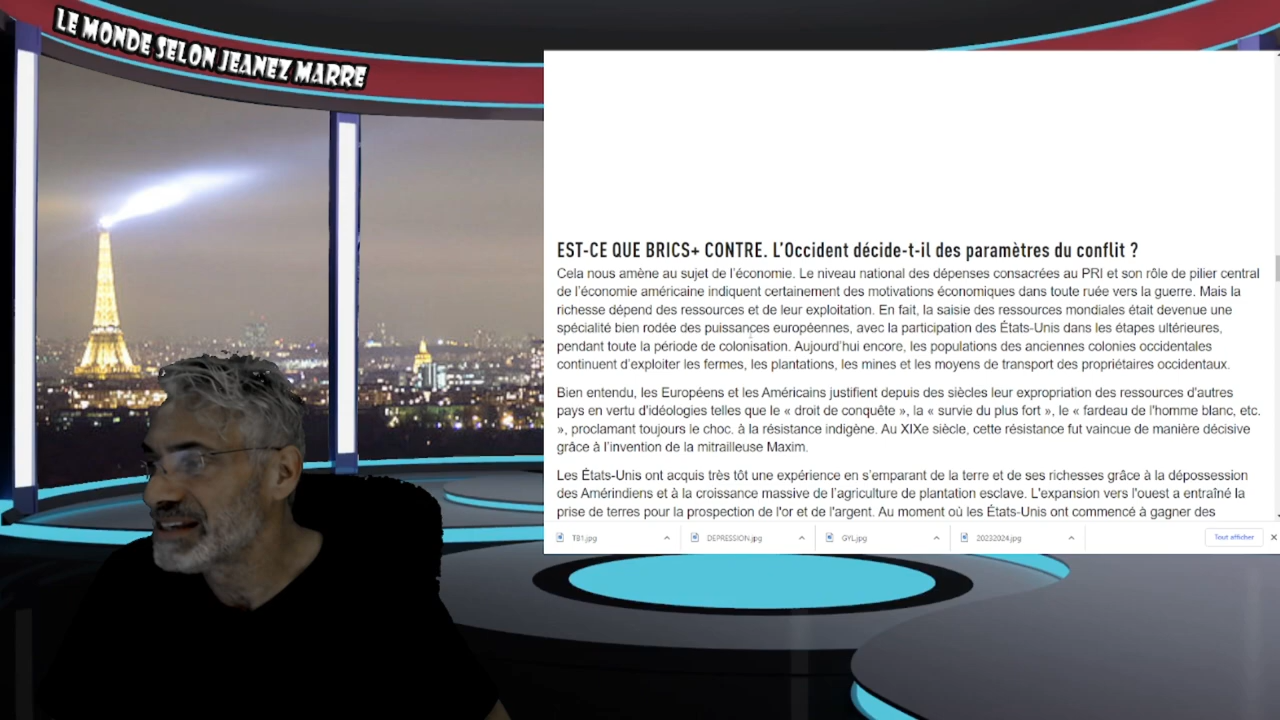 LE MONDE SELON JEANEZ MARRE
EST-CE QUE BRICS+ CONTRE. L'Occident décide-t-il des paramètres du conflit ?
Cela nous amène au sujet de l'économie. Le niveau national des dépenses consacrées au PRI et son rôle de pilier central
de l'économie américaine indiquent certainement des motivations économiques dans toute ruée vers la guerre. Mais la
richesse dépend des ressources et de leur exploitation. En fait, la saisie des ressources mondiales était devenue une
spécialité bien rodée des puissances européennes, avec la participation des États-Unis dans les étapes ultérieures,
pendant toute la période de colonisation. Aujourd'hui encore, les populations des anciennes colonies occidentales
continuent d'exploiter les fermes, les plantations, les mines et les moyens de transport des propriétaires occidentaux.
Bien entendu, les Européens et les Américains justifient depuis des siècles leur expropriation des ressources d'autres
pays en vertu d'idéologies telles que le « droit de conquête », la « survie du plus fort », le « fardeau de l'homme blanc, etc.
», proclamant toujours le choc. à la résistance indigène. Au XIXe siècle, cette résistance fut vaincue de manière décisive
grâce à l'invention de la mitrailleuse Maxim.
Les États-Unis ont acquis très tôt une expérience en s'emparant de la terre et de ses richesses grâce à la dépossession
des Amérindiens et à la croissance massive de l'agriculture de plantation esclave. L'expansion vers l'ouest a entraîné la
prise de terres pour la prospection de l'or et de l'argent. Au moment où les États-Unis ont commencé à gagner des
TB1.jpg DEPRESSION.jpg GYL.jpg 20232024.jpg Tout afficher